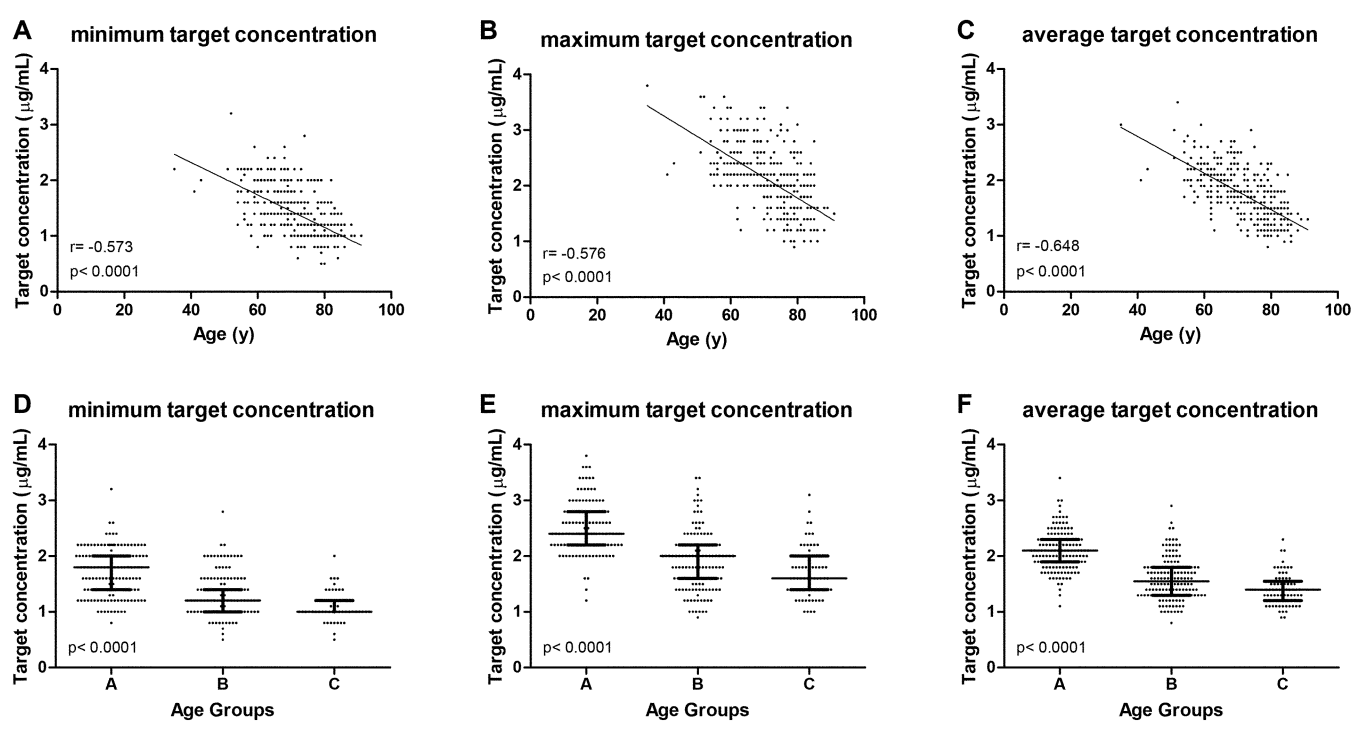 A minimum target concentration
Target concentration ( μg/mL)
4
3
2
1
0
r= -0.573
p< 0.0001
0 20 40 60 80 100
Age (y)
B maximum target concentration
Target concentration ( μg/mL)
4
3
2
1
0
r= -0.576
p< 0.0001
0 20 40 60 80 100
Age (y)
C average target concentration
Target concentration ( μg/mL)
4
3
2
1
0
r= -0.648
p< 0.0001
0 20 40 60 80 100
Age (y)
D minimum target concentration
Target concentration ( μg/mL)
4
3
2
1
0
p< 0.0001
A B C
Age Groups
E maximum target concentration
Target concentration ( μg/mL)
4
3
2
1
0
p< 0.0001
A B C
Age Groups
F average target concentration
Target concentration ( μg/mL)
4
3
2
1
0
p< 0.0001
A B C
Age Groups